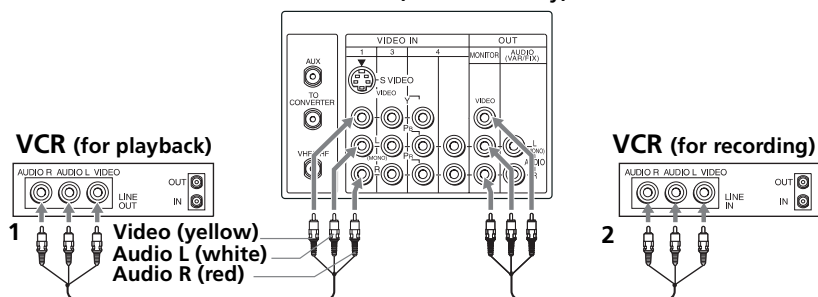 VIDEO IN
OUT
1
3
4
MONITOR
AUDIO
(VAR/FIX)
AUX
S VIDEO
VIDEO
VIDEO
TO
CONVERTER
Y
PB
L
(MONO)
PR
R
L
(MONO)
AUDIO
R
VCR (for playback)
AUDIO R AUDIO L VIDEO
LINE
OUT
OUT
IN
1
Video (yellow)
Audio L (white)
Audio R (red)
VCR (for recording)
AUDIO R AUDIO L VIDEO
LINE
IN
OUT
IN
2